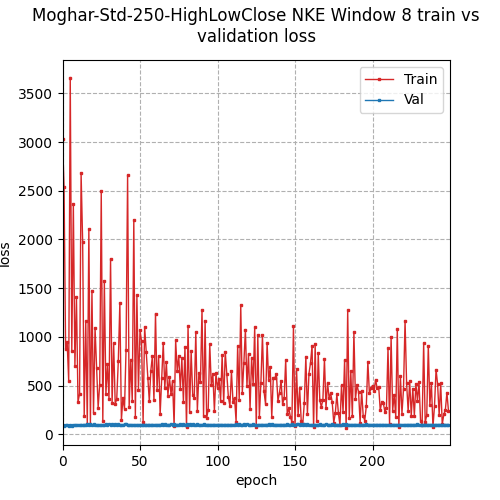 Moghar-Std-250-HighLowClose NKE Window 8 train vs
validation loss
Train
Val
3500
3000
2500
2000
1500
1000
500
0
loss
0
50
100
150
200
epoch